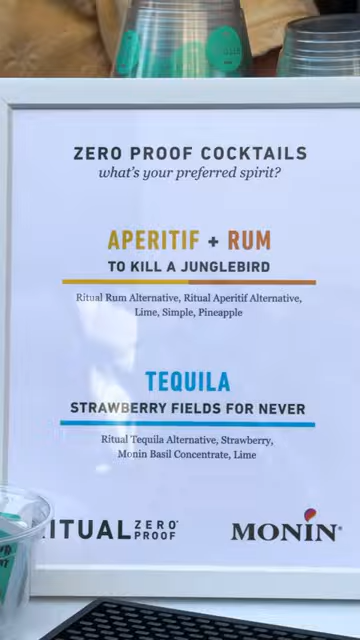 ZERO PROOF COCKTAILS
what's your preferred spirit?
APERITIF + RUM
TO KILL A JUNGLEBIRD
Ritual Rum Alternative, Ritual Aperitif Alternative,
Lime, Simple, Pineapple
TEQUILA
STRAWBERRY FIELDS FOR NEVER
Ritual Tequila Alternative, Strawberry,
Monin Basil Concentrate, Lime
ITUAL ZERO PROOF
MONIN®